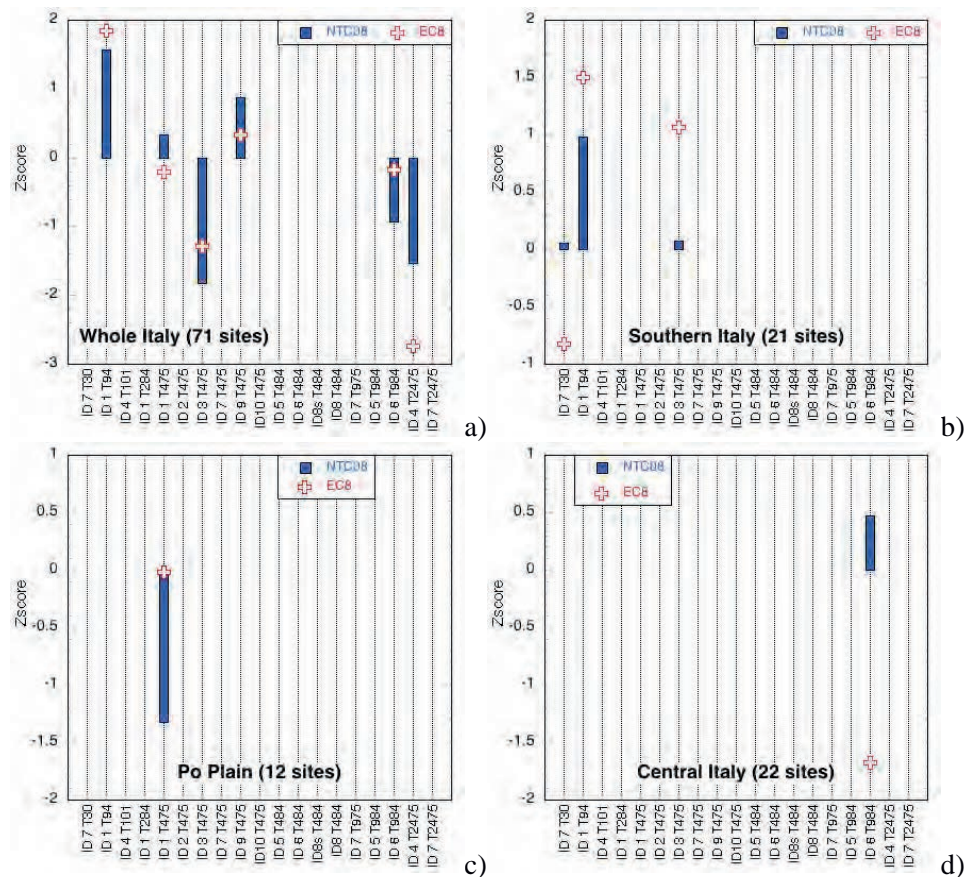 2
1
0
-1
-2
-3
Zscore
NTC08 EC8
Whole Italy (71 sites)
ID 7 T30
ID 1 T94
ID 4 T101
ID 1 T284
ID 1 T475
ID 2 T475
ID 3 T475
ID 7 T475
ID 9 T475
ID10 T475
ID 5 T484
ID8s T484
ID8 T484
ID 7 T975
ID 5 T984
ID 6 T984
ID 4 T2475
ID 7 T2475
a)
2
1.5
1
0.5
0
-0.5
-1
Zscore
NTC08 EC8
Southern Italy (21 sites)
ID 7 T30
ID 1 T94
ID 4 T101
ID 1 T284
ID 1 T475
ID 2 T475
ID 3 T475
ID 7 T475
ID 9 T475
ID10 T475
ID 5 T484
ID8s T484
ID8 T484
ID 7 T975
ID 5 T984
ID 6 T984
ID 4 T2475
ID 7 T2475
b)
1
0.5
0
-0.5
-1
-1.5
-2
Zscore
NTC08
EC8
Po Plain (12 sites)
ID 7 T30
ID 1 T94
ID 4 T101
ID 1 T284
ID 1 T475
ID 2 T475
ID 3 T475
ID 7 T475
ID 9 T475
ID10 T475
ID 5 T484
ID8s T484
ID8 T484
ID 7 T975
ID 5 T984
ID 6 T984
ID 4 T2475
ID 7 T2475
c)
1
0.5
0
-0.5
-1
-1.5
-2
Zscore
NTC08
EC8
Central Italy (22 sites)
ID 7 T30
ID 1 T94
ID 4 T101
ID 1 T284
ID 1 T475
ID 2 T475
ID 3 T475
ID 7 T475
ID 9 T475
ID10 T475
ID 5 T484
ID8s T484
ID8 T484
ID 7 T975
ID 5 T984
ID 6 T984
ID 4 T2475
ID 7 T2475
d)